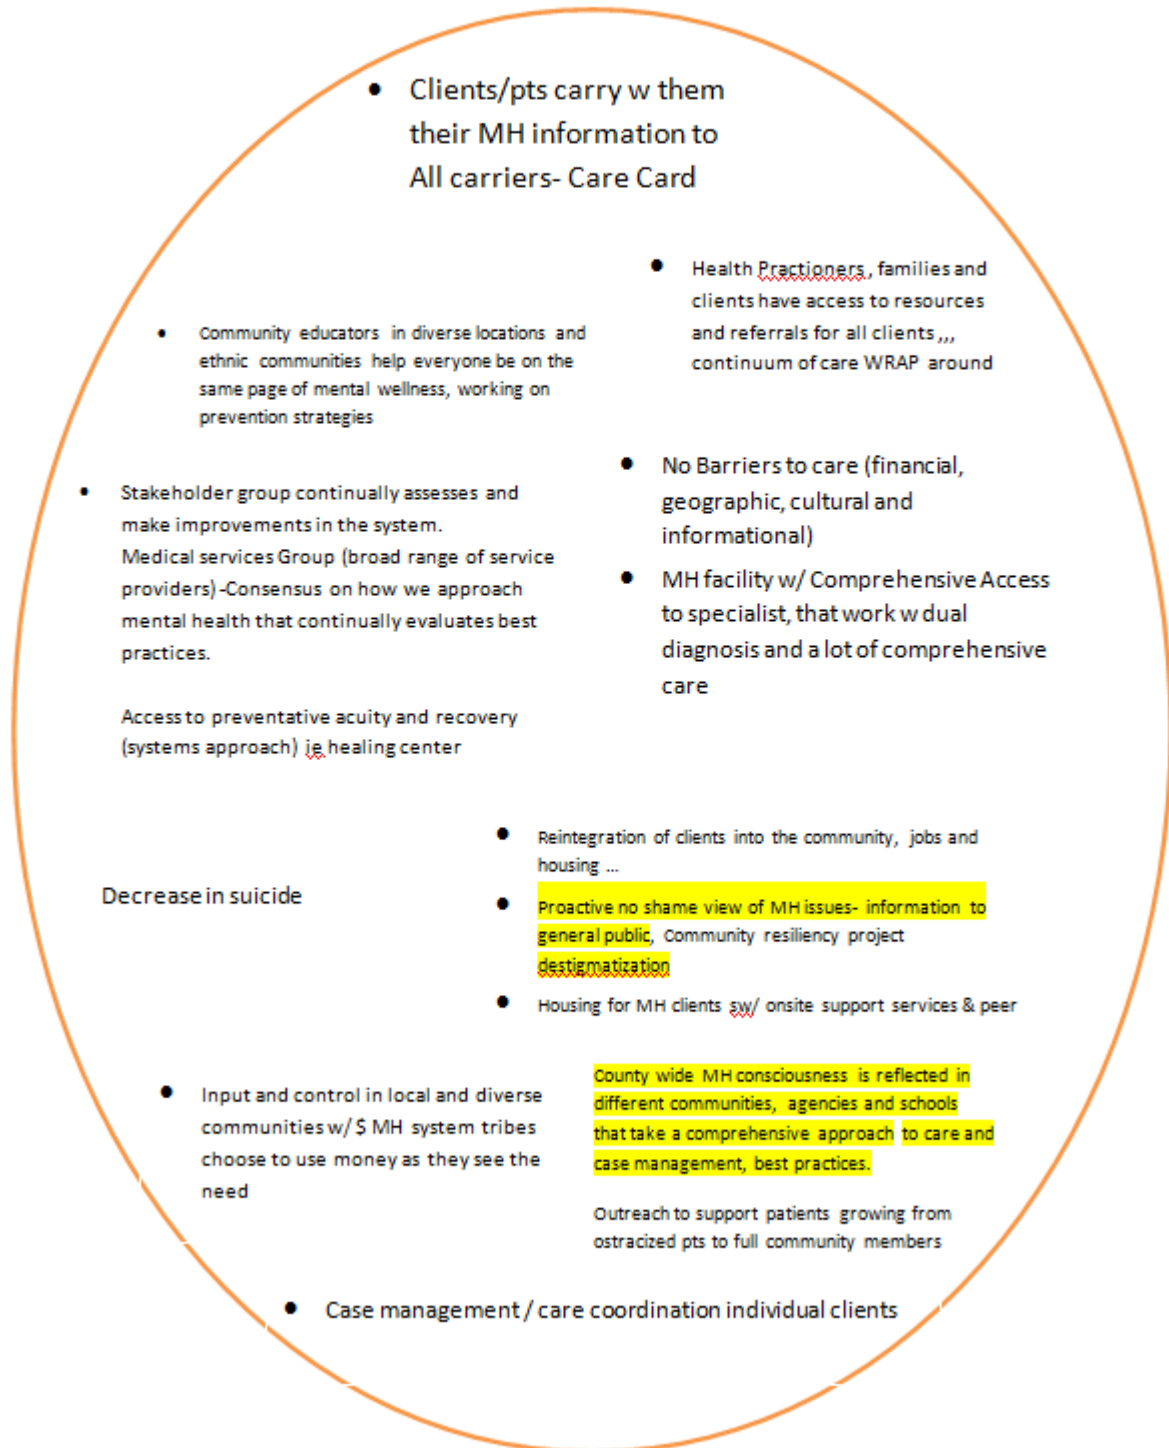 • Clients/pts carry w them
their MH information to
All carriers- Care Card
• Health Practioners, families and
clients have access to resources
and referrals for all clients ,,,
continuum of care WRAP around
• Community educators in diverse locations and
ethnic communities help everyone be on the
same page of mental wellness, working on
prevention strategies
• No Barriers to care (financial,
geographic, cultural and
informational)
• MH facility w/ Comprehensive Access
to specialist, that work w dual
diagnosis and a lot of comprehensive
care
• Stakeholder group continually assesses and
make improvements in the system.
Medical services Group (broad range of service
providers) -Consensus on how we approach
mental health that continually evaluates best
practices.
Access to preventative acuity and recovery
(systems approach) ie healing center
• Reintegration of clients into the community, jobs and
housing ...
Decrease in suicide
• Proactive no shame view of MH issues- information to
general public, Community resiliency project
destigmatization
• Housing for MH clients sw/ onsite support services & peer
• Input and control in local and diverse
communities w/ $ MH system tribes
choose to use money as they see the
need
County wide MH consciousness is reflected in
different communities, agencies and schools
that take a comprehensive approach to care and
case management, best practices.
Outreach to support patients growing from
ostracized pts to full community members
• Case management / care coordination individual clients